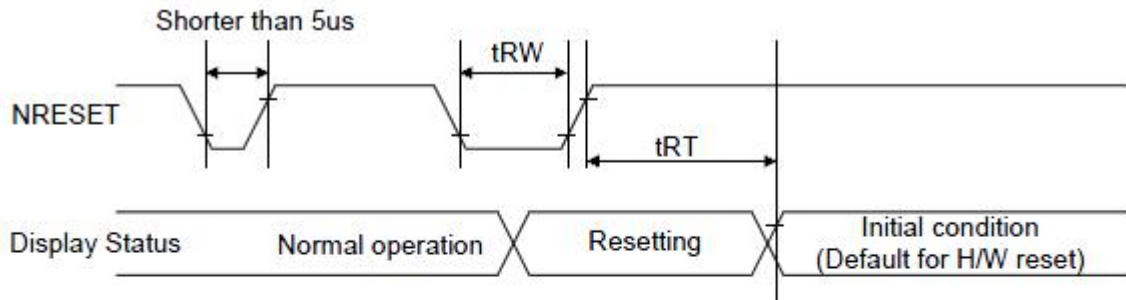 Shorter than 5us
tRW
NRESET
tRT
Display Status
Normal operation
Resetting
Initial condition
(Default for H/W reset)